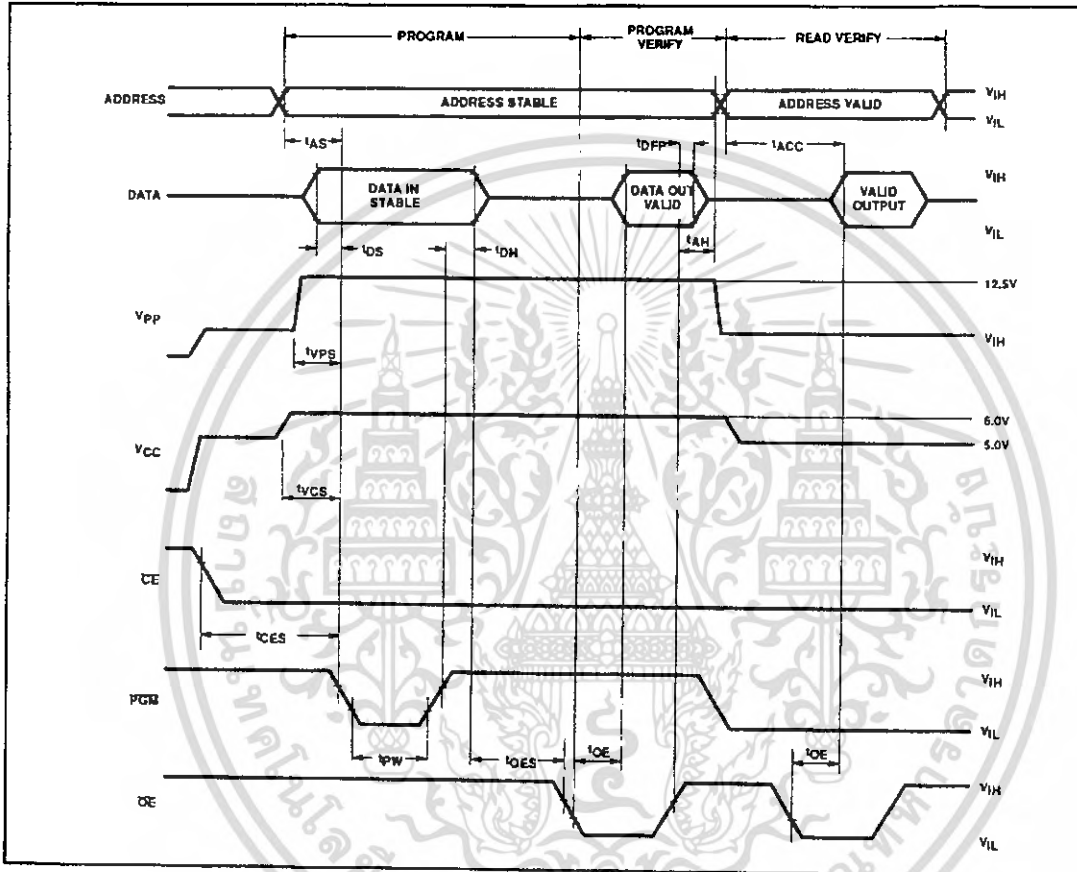 PROGRAM
PROGRAM
VERIFY
READ VERIFY
ADDRESS
ADDRESS STABLE
ADDRESS VALID
VIH
VIL
tAS
tDFP
tACC
DATA
DATA IN
STABLE
DATA OUT
VALID
VALID
OUTPUT
VIH
VIL
tDS
tDH
tAH
VPP
12.5V
VIH
tVPS
VCC
6.0V
5.0V
tVCS
CE
VIH
VIL
tCES
PGM
VIH
VIL
tPW
tOES
tOE
tOE
OE
VIH
VIL